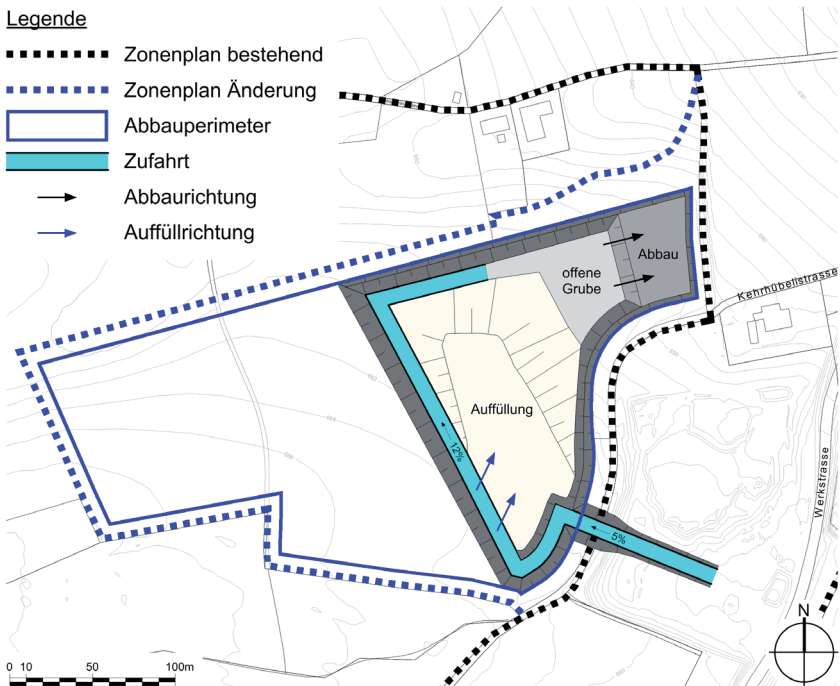 Legende
Zonenplan bestehend
Zonenplan Änderung
Abbauperimeter
Zufahrt
Abbaurichtung
Auffüllrichtung
Abbau
offene
Grube
Kehrhübelistrasse
Auffüllung
12%
5%
Werkstrasse
N
0 10 50 100m